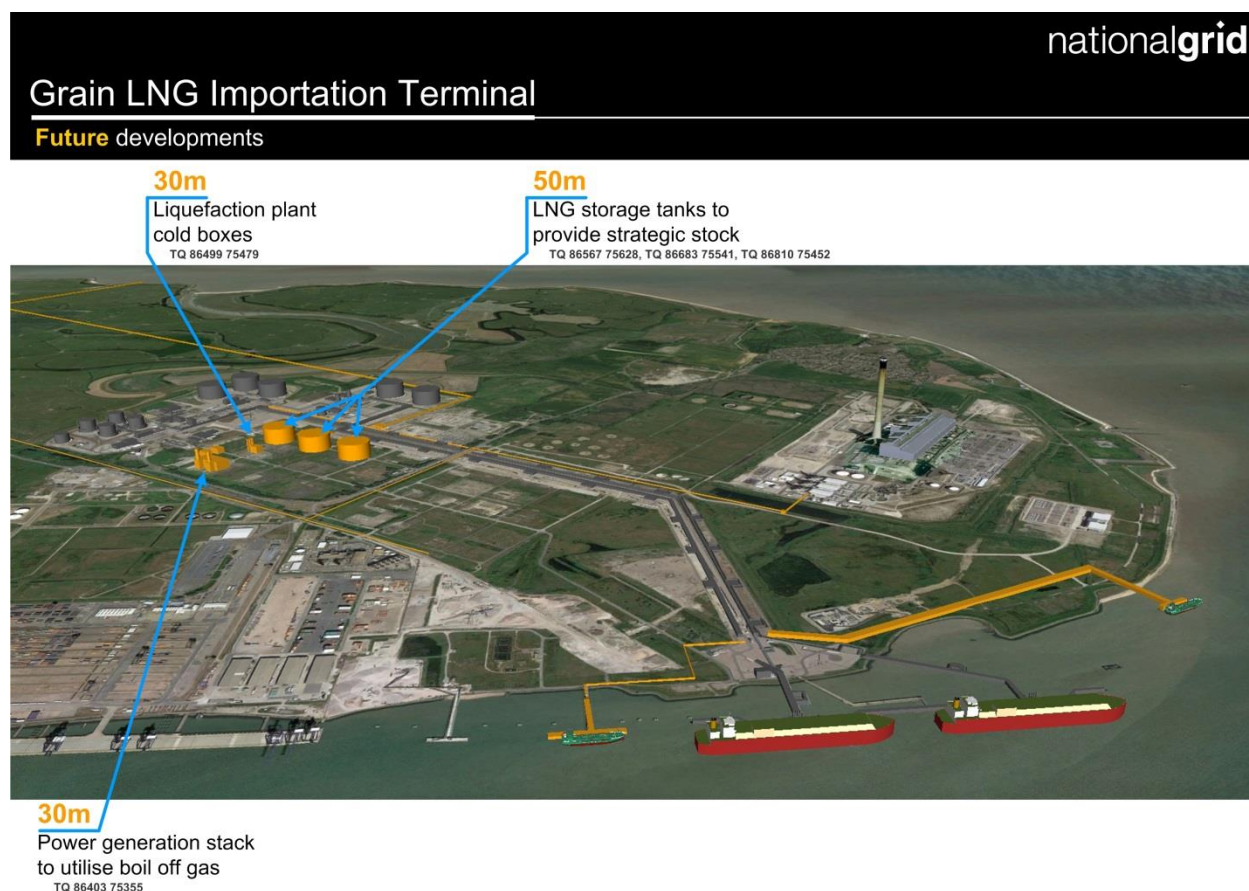 nationalgrid
Grain LNG Importation Terminal
Future developments
30m
Liquefaction plant
cold boxes
TQ 86499 75479
50m
LNG storage tanks to
provide strategic stock
TQ 86567 75628, TQ 86683 75541, TQ 86810 75452
30m
Power generation stack
to utilise boil off gas
TQ 86403 75355